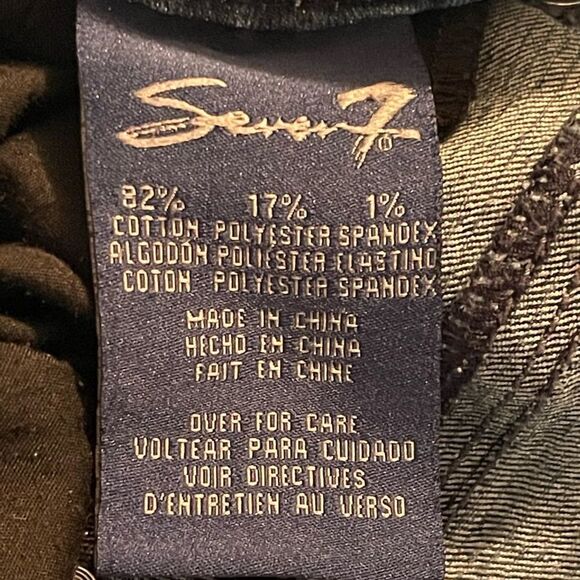 Seven7
82% 17% 1%
COTTON POLYESTER SPANDEX
ALGODÓN POLIESTER ELASTINO
COTON POLYESTER SPANDEX
MADE IN CHINA
HECHO EN CHINA
FAIT EN CHINE
OVER FOR CARE
VOLTEAR PARA CUIDADO
VOIR DIRECTIVES
D'ENTRETIEN AU VERSO